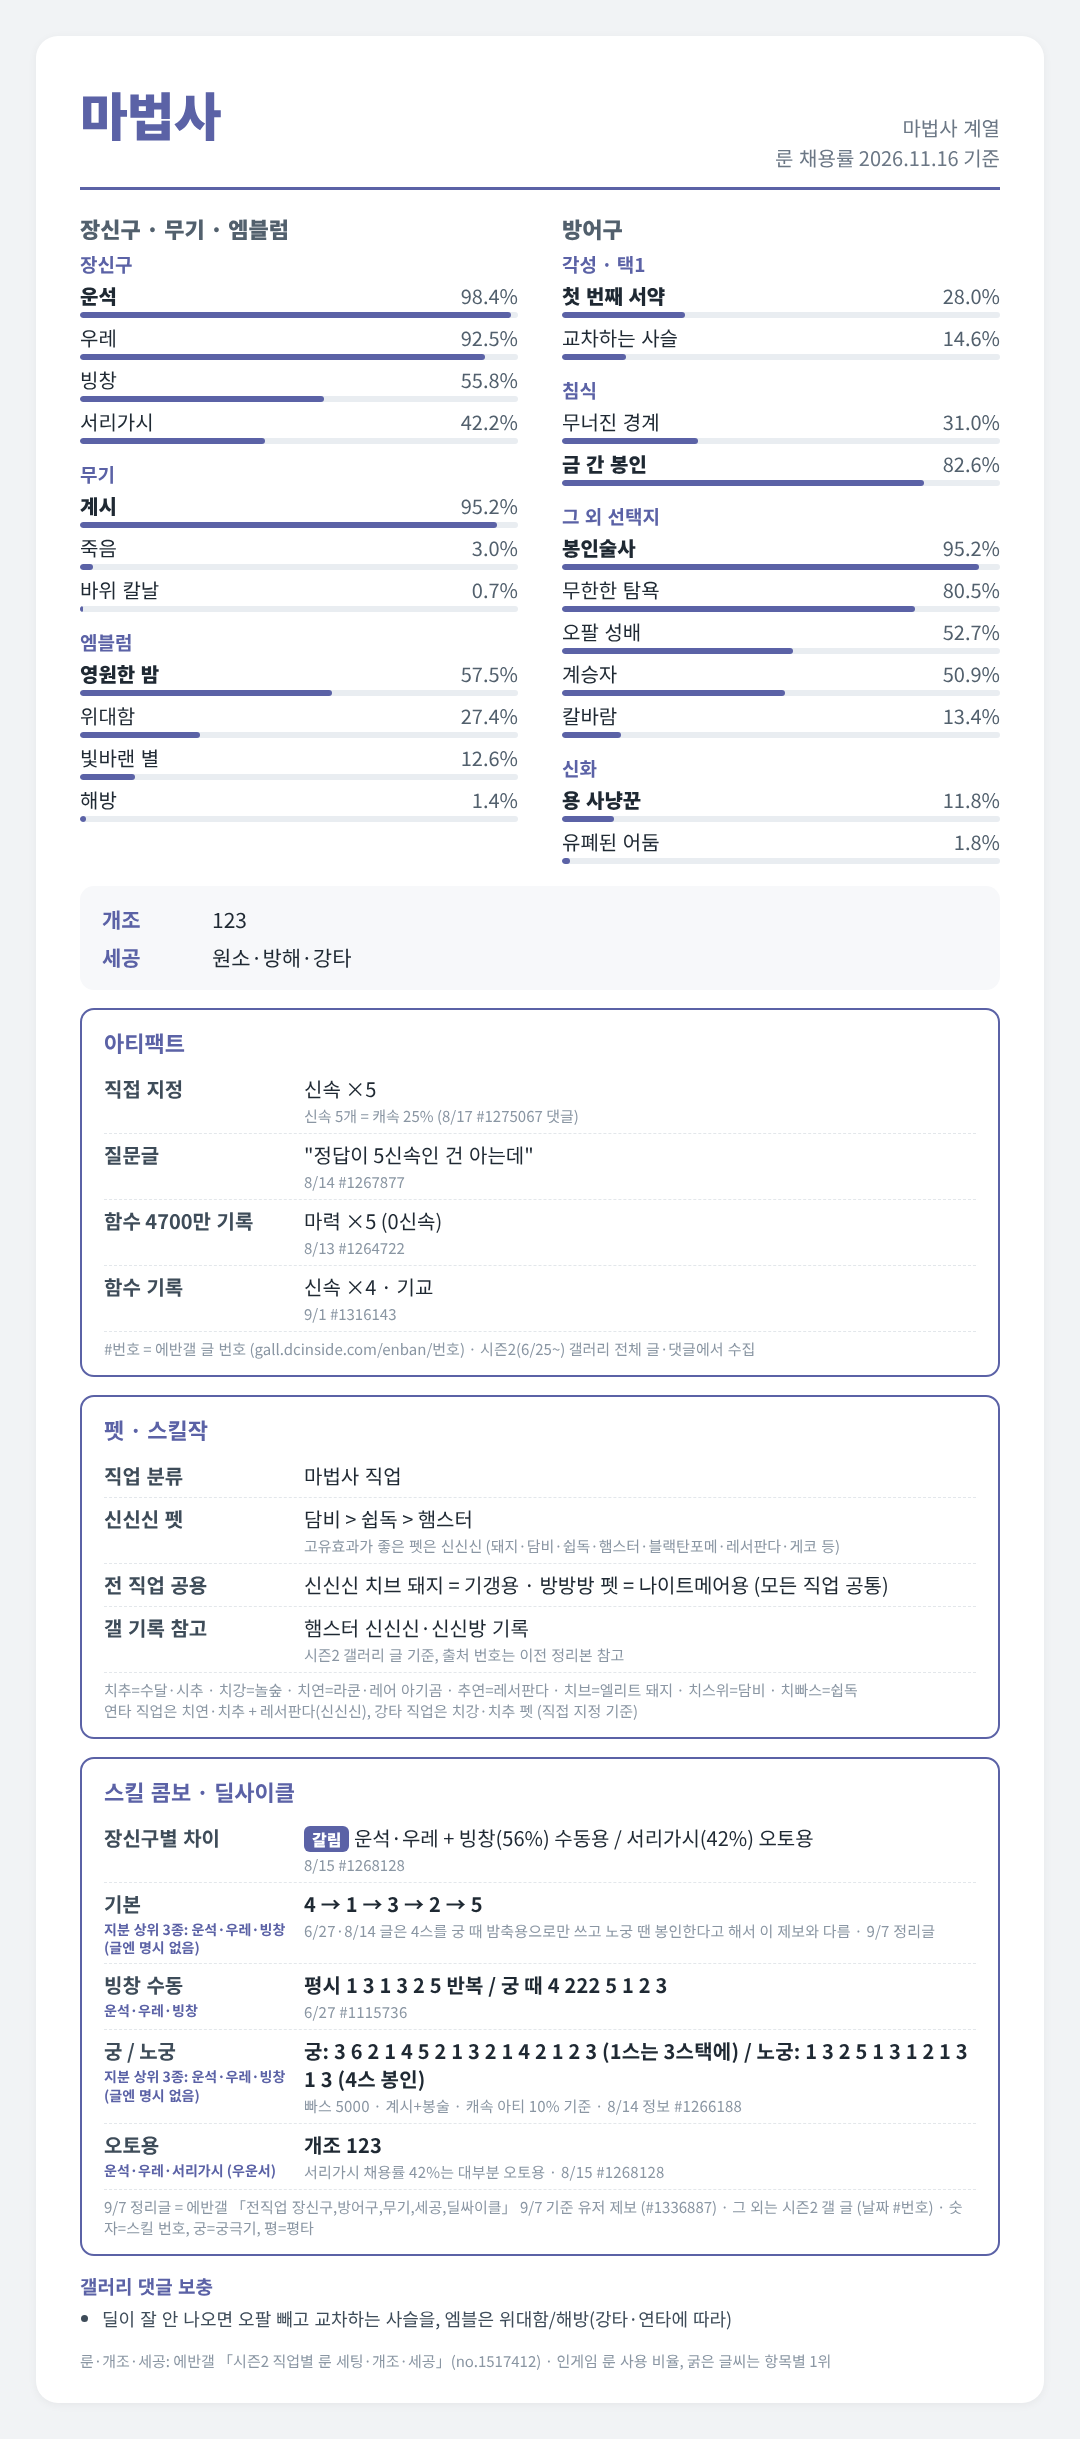 마법사
마법사 계열
룬 채용률 2026.11.16 기준
장신구 · 무기 · 엠블럼
장신구
운석 98.4%
우레 92.5%
빙창 55.8%
서리가시 42.2%
무기
계시 95.2%
죽음 3.0%
바위 칼날 0.7%
엠블럼
영원한 밤 57.5%
위대함 27.4%
빛바랜 별 12.6%
해방 1.4%
방어구
각성 · 택1
첫 번째 서약 28.0%
교차하는 사슬 14.6%
침식
무너진 경계 31.0%
금 간 봉인 82.6%
그 외 선택지
봉인술사 95.2%
무한한 탐욕 80.5%
오팔 성배 52.7%
계승자 50.9%
칼바람 13.4%
신화
용 사냥꾼 11.8%
유폐된 어둠 1.8%
개조 123
세공 원소·방해·강타
아티팩트
직접 지정 신속 ×5
신속 5개 = 캐속 25% (8/17 #1275067 댓글)
질문글 "정답이 5신속인 건 아는데"
8/14 #1267877
함수 4700만 기록 마력 ×5 (0신속)
8/13 #1264722
함수 기록 신속 ×4 · 기교
9/1 #1316143
#번호 = 에반갤 글 번호 (gall.dcinside.com/enban/번호) · 시즌2(6/25~) 갤러리 전체 글·댓글에서 수집
펫 · 스킬작
직업 분류 마법사 직업
신신신 펫 담비 > 쉽독 > 햄스터
고유효과가 좋은 펫은 신신신 (돼지·담비·쉽독·햄스터·블랙탄포메·레서판다·게코 등)
전 직업 공용 신신신 치브 돼지 = 기갱용 · 방방방 펫 = 나이트메어용 (모든 직업 공통)
갤 기록 참고 햄스터 신신신·신신방 기록
시즌2 갤러리 글 기준, 출처 번호는 이전 정리본 참고
치추=수달·시추 · 치강=놀숲 · 치연=라쿤·레어 아기곰 · 추연=레서판다 · 치브=엘리트 돼지 · 치스위=담비 · 치빠스=쉽독
연타 직업은 치연·치추 + 레서판다(신신신), 강타 직업은 치강·치추 펫 (직접 지정 기준)
스킬 콤보 · 딜사이클
장신구별 차이 갈림 운석·우레 + 빙창(56%) 수동용 / 서리가시(42%) 오토용
8/15 #1268128
기본 4 → 1 → 3 → 2 → 5
지분 상위 3종: 운석·우레·빙창 6/27·8/14 글은 4스를 궁 때 밤축용으로만 쓰고 노궁 땐 봉인한다고 해서 이 제보와 다름 · 9/7 정리글
(글엔 명시 없음)
빙창 수동 평시 1 3 1 3 2 5 반복 / 궁 때 4 222 5 1 2 3
운석·우레·빙창 6/27 #1115736
궁 / 노궁 궁: 3 6 2 1 4 5 2 1 3 2 1 4 2 1 2 3 (1스는 3스택에) / 노궁: 1 3 2 5 1 3 1 2 1 3
지분 상위 3종: 운석·우레·빙창 1 3 (4스 봉인)
(글엔 명시 없음) 빠스 5000 · 계시+봉술 · 캐속 아티 10% 기준 · 8/14 정보 #1266188
오토용 개조 123
운석·우레·서리가시 (우운서) 서리가시 채용률 42%는 대부분 오토용 · 8/15 #1268128
9/7 정리글 = 에반갤 「전직업 장신구,방어구,무기,세공,딜싸이클」 9/7 기준 유저 제보 (#1336887) · 그 외는 시즌2 갤 글 (날짜 #번호) · 숫
자=스킬 번호, 궁=궁극기, 평=평타
갤러리 댓글 보충
• 딜이 잘 안 나오면 오팔 빼고 교차하는 사슬을, 엠블은 위대함/해방(강타·연타에 따라)
룬·개조·세공: 에반갤 「시즌2 직업별 룬 세팅·개조·세공」(no.1517412) · 인게임 룬 사용 비율, 굵은 글씨는 항목별 1위